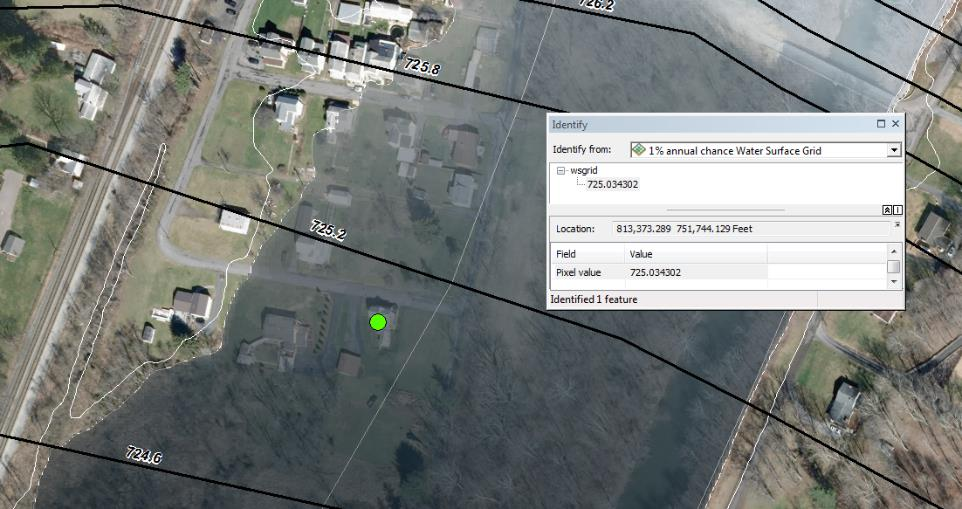 726.2
725.8
Identify
Identify from: 1% annual chance Water Surface Grid
wsgrid
725.034302
Location: 813,373.289 751,744.129 Feet
Field Value
Pixel value 725.034302
Identified 1 feature
725.2
724.6